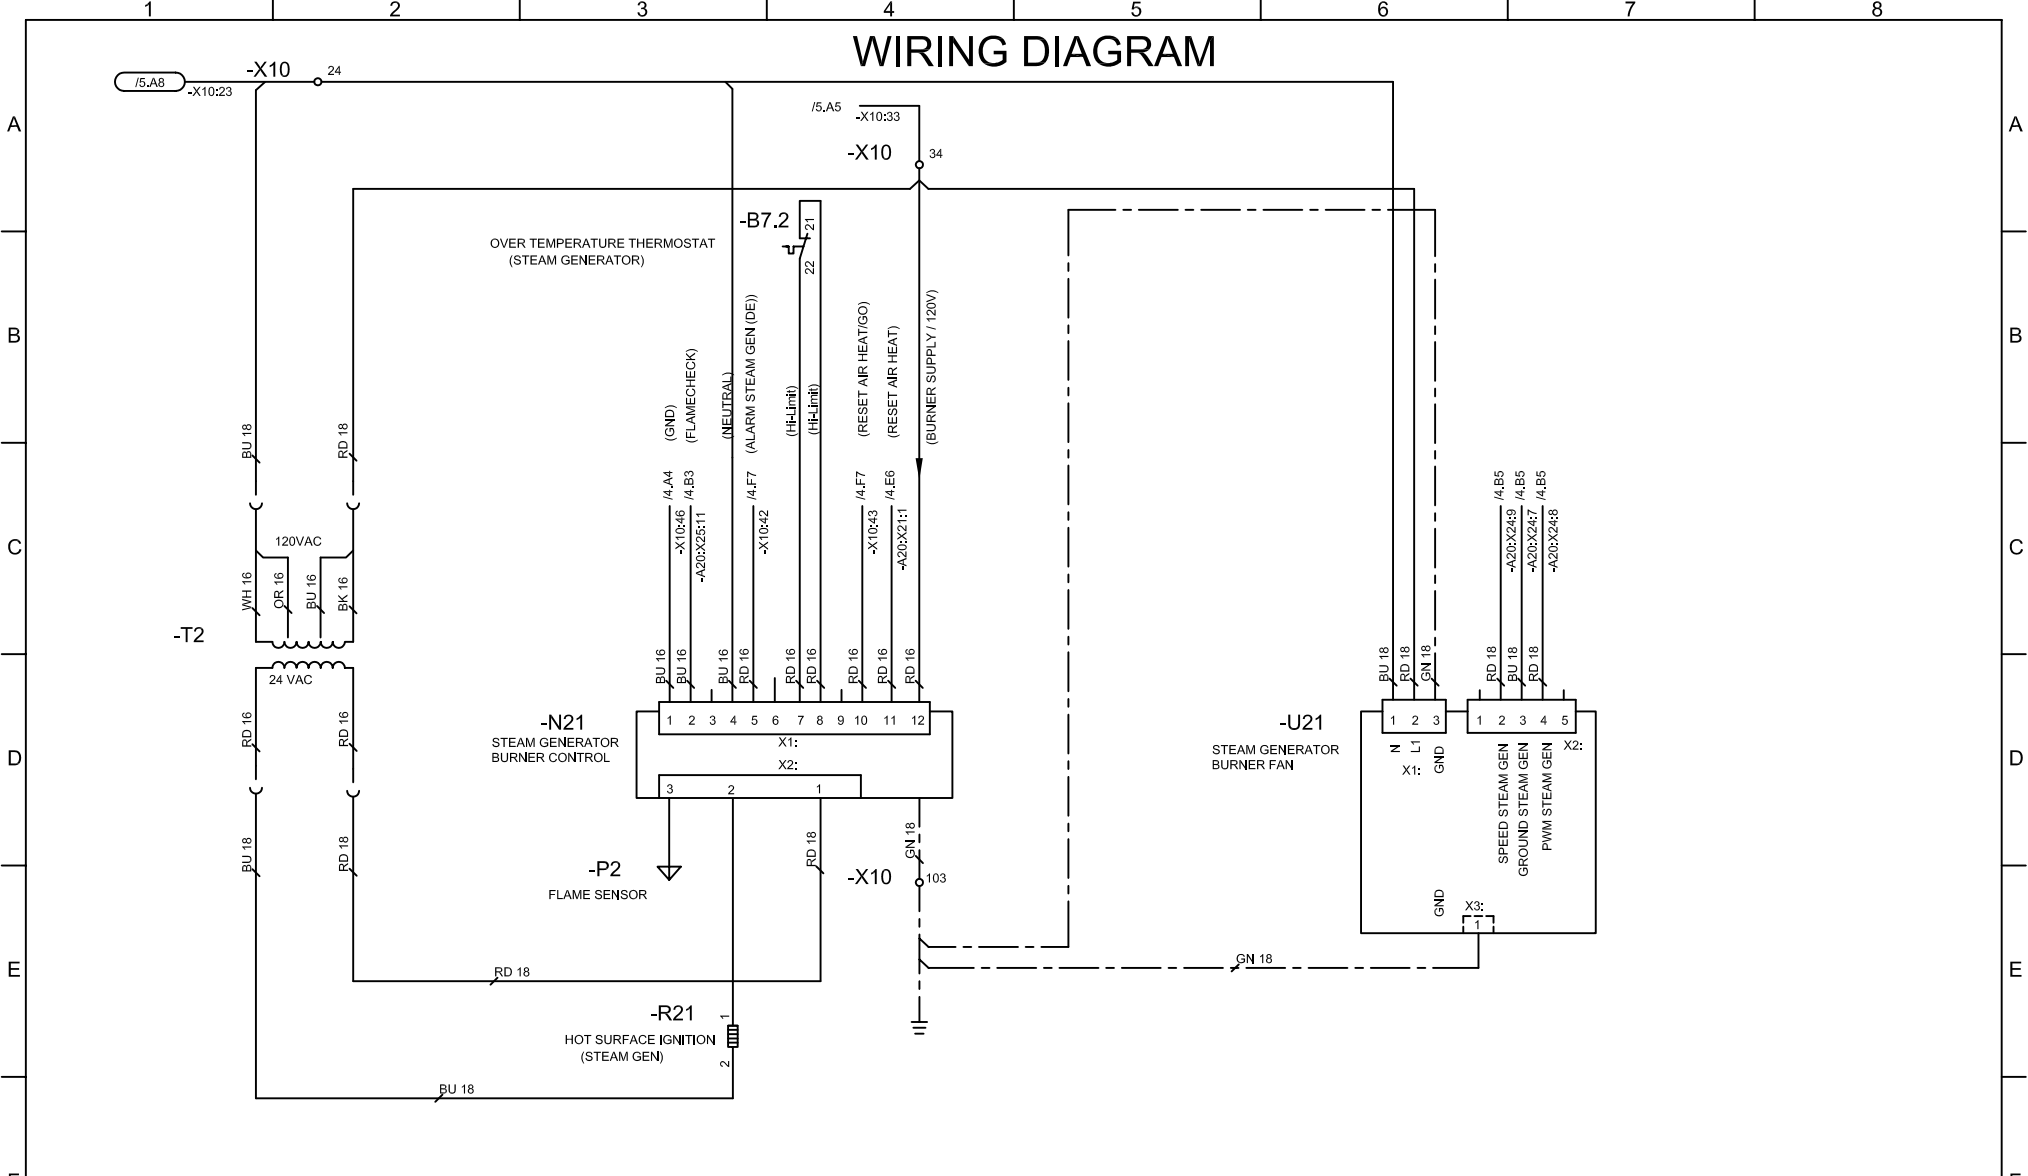 1 2 3 4 5 6 7 8
WIRING DIAGRAM
/5.A8
-X10:23
-X10
24
/5.A5
-X10:33
-X10
34
A
A
-B7.2
21
22
OVER TEMPERATURE THERMOSTAT
(STEAM GENERATOR)
B
B
(GND)
(FLAMECHECK)
(NEUTRAL)
(ALARM STEAM GEN (DE))
(Hi-Limit)
(Hi-Limit)
(RESET AIR HEAT/GO)
(RESET AIR HEAT)
(BURNER SUPPLY / 120V)
BU 18
RD 18
/4.A4
/4.B3
/4.F7
/4.F7
/4.E6
/4.B5
/4.B5
/4.B5
-X10:46
-A20:X25:11
-X10:42
-X10:43
-A20:X21:1
-A20:X24:9
-A20:X24:7
-A20:X24:8
C
C
120VAC
WH 16
OR 16
BU 16
BK 16
-T2
24 VAC
BU 16
BU 16
BU 16
RD 16
RD 16
RD 16
RD 16
RD 16
RD 16
BU 18
RD 18
GN 18
RD 18
BU 18
RD 18
RD 16
RD 16
-N21
STEAM GENERATOR
BURNER CONTROL
1 2 3 4 5 6 7 8 9 10 11 12
X1:
X2:
3 2 1
-U21
STEAM GENERATOR
BURNER FAN
1 2 3
1 2 3 4 5
X2:
N
L1
GND
X1:
SPEED STEAM GEN
GROUND STEAM GEN
PWM STEAM GEN
D
D
BU 18
RD 18
RD 18
GN 18
-P2
FLAME SENSOR
-X10
103
GND
X3:
1
E
E
RD 18
GN 18
-R21
1
2
HOT SURFACE IGNITION
(STEAM GEN)
BU 18